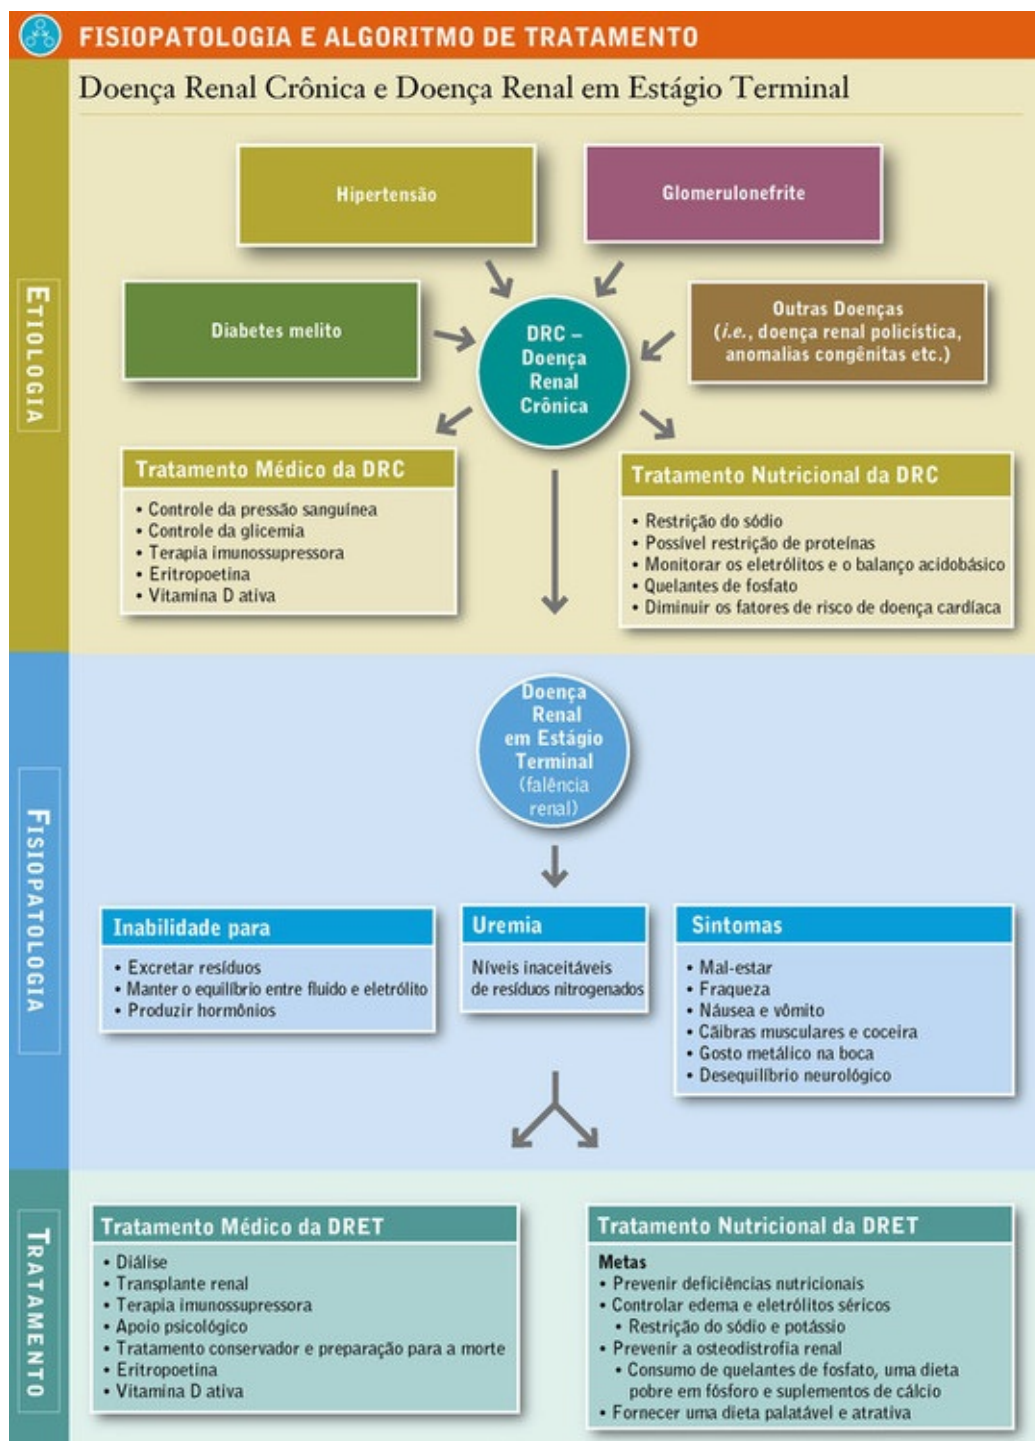 FISIOPATOLOGIA E ALGORITMO DE TRATAMENTO
Doença Renal Crônica e Doença Renal em Estágio Terminal
ETIOLOGIA
Hipertensão
Glomerulonefrite
Diabetes melito
DRC –
Doença
Renal
Crônica
Outras Doenças
(i.e., doença renal policística,
anomalias congênitas etc.)
Tratamento Médico da DRC
• Controle da pressão sanguínea
• Controle da glicemia
• Terapia imunossupressora
• Eritropoetina
• Vitamina D ativa
Tratamento Nutricional da DRC
• Restrição do sódio
• Possível restrição de proteínas
• Monitorar os eletrólitos e o balanço acidobásico
• Quelantes de fosfato
• Diminuir os fatores de risco de doença cardíaca
FISIOPATOLOGIA
Doença
Renal
em Estágio
Terminal
(falência
renal)
Inabilidade para
• Excretar resíduos
• Manter o equilíbrio entre fluido e eletrólito
• Produzir hormônios
Uremia
Níveis inaceitáveis
de resíduos nitrogenados
Sintomas
• Mal-estar
• Fraqueza
• Náusea e vômito
• Cãibras musculares e coceira
• Gosto metálico na boca
• Desequilíbrio neurológico
TRATAMENTO
Tratamento Médico da DRET
• Diálise
• Transplante renal
• Terapia imunossupressora
• Apoio psicológico
• Tratamento conservador e preparação para a morte
• Eritropoetina
• Vitamina D ativa
Tratamento Nutricional da DRET
Metas
• Prevenir deficiências nutricionais
• Controlar edema e eletrólitos séricos
• Restrição do sódio e potássio
• Prevenir a osteodistrofia renal
• Consumo de quelantes de fosfato, uma dieta
pobre em fósforo e suplementos de cálcio
• Fornecer uma dieta palatável e atrativa